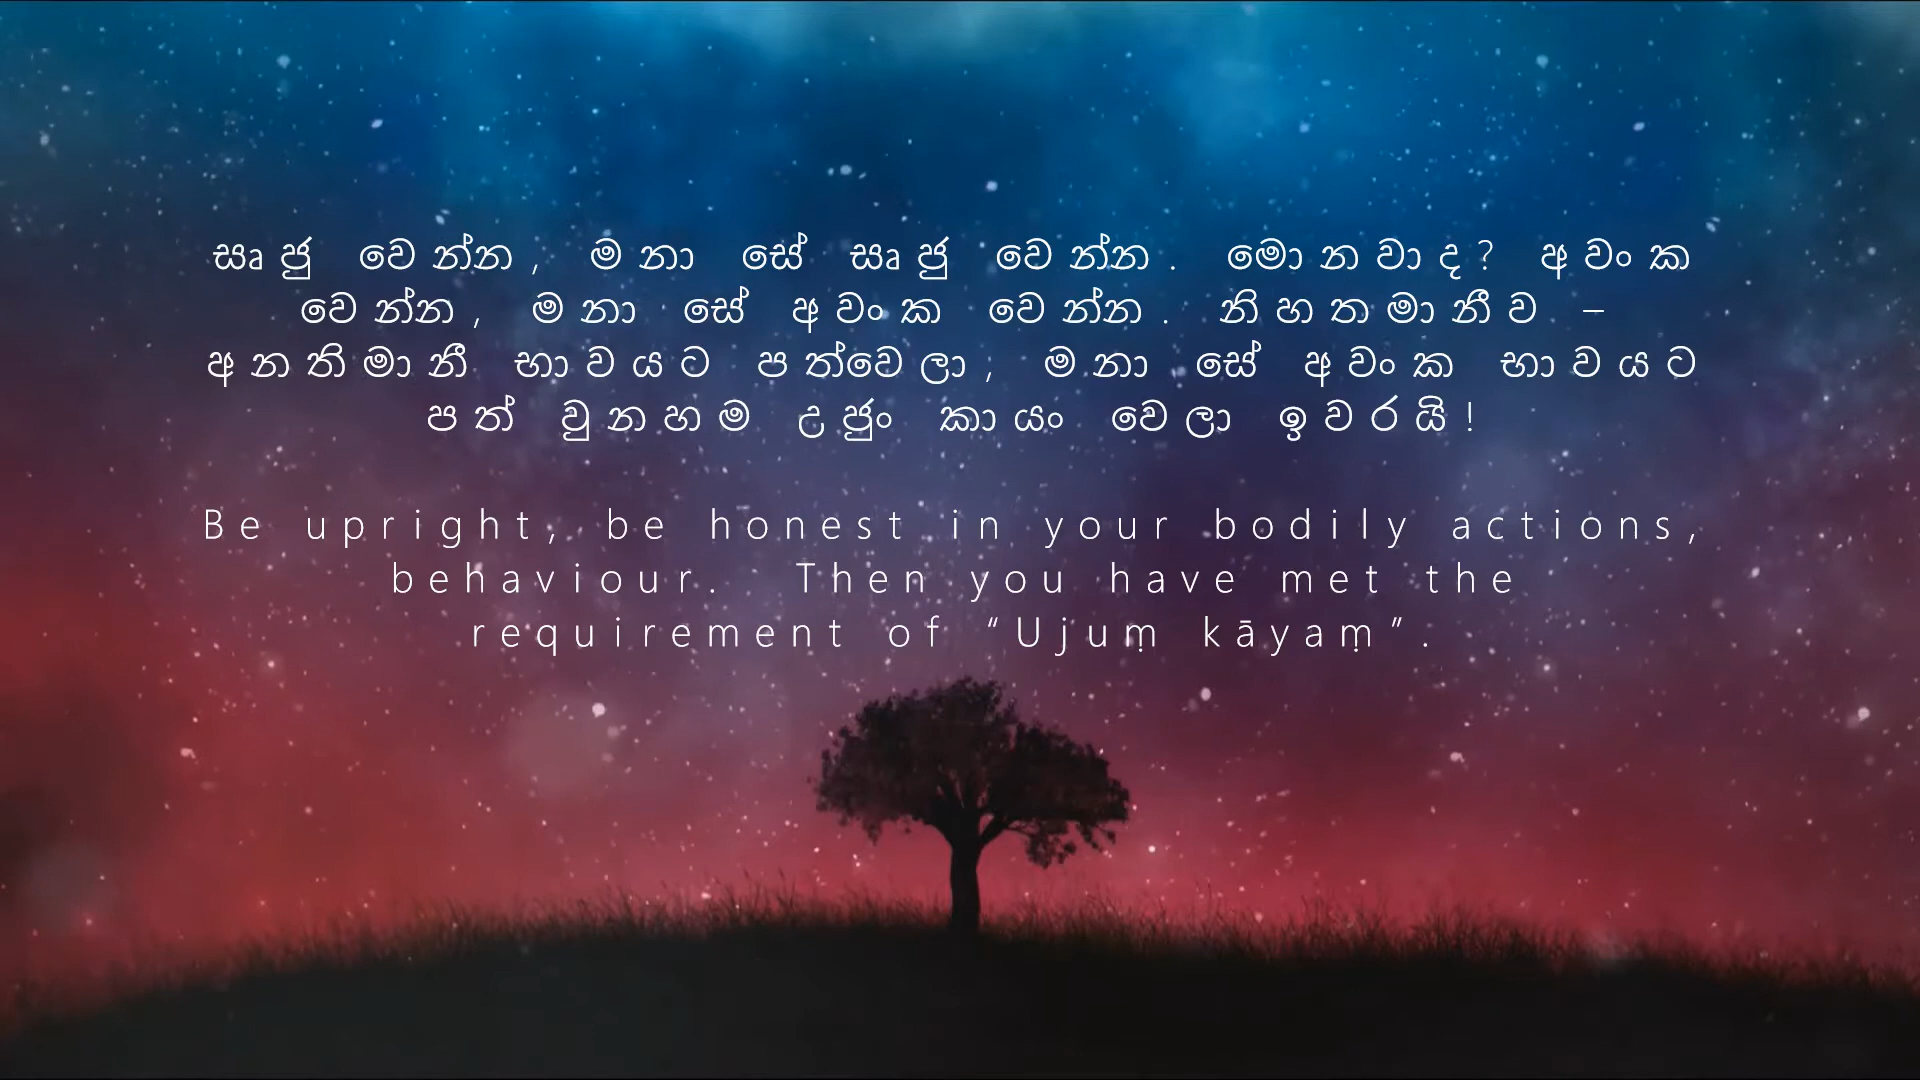 සෘජු වෙන්න, මනා සේ සෘජු වෙන්න. මොනවාද? අවංක
වෙන්න, මනා සේ අවංක වෙන්න. නිහතමානීව –
අනතිමානී භාවයට පත්වෙලා, මනා සේ අවංක භාවයට
පත් වුනහම උජුං කායං වෙලා ඉවරයි!
Be upright, be honest in your bodily actions,
behaviour. Then you have met the
requirement of “Ujuṃ kāyaṃ”.